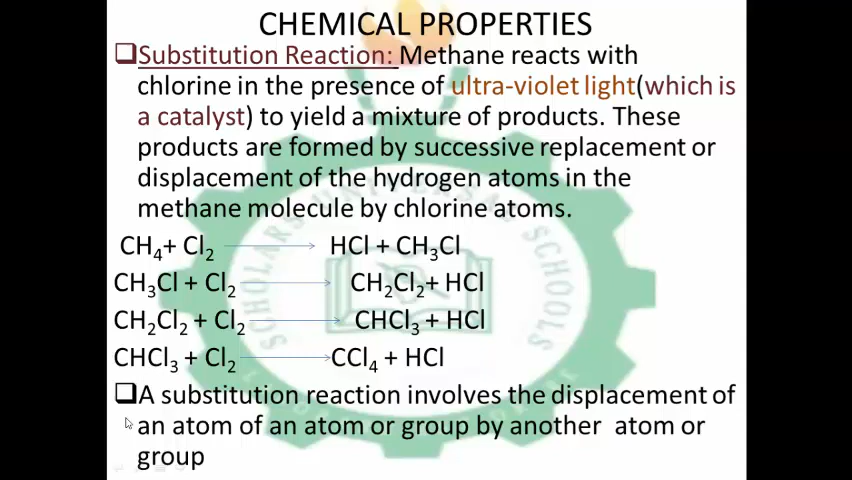 CHEMICAL PROPERTIES
❑Substitution Reaction: Methane reacts with
chlorine in the presence of ultra-violet light(which is
a catalyst) to yield a mixture of products. These
products are formed by successive replacement or
displacement of the hydrogen atoms in the
methane molecule by chlorine atoms.
CH₄+ Cl₂ → HCl + CH₃Cl
CH₃Cl + Cl₂ → CH₂Cl₂+ HCl
CH₂Cl₂ + Cl₂ → CHCl₃ + HCl
CHCl₃ + Cl₂ → CCl₄ + HCl
❑A substitution reaction involves the displacement of
an atom of an atom or group by another atom or
group
SCHOLARS UNIVERSAL SCHOOLS